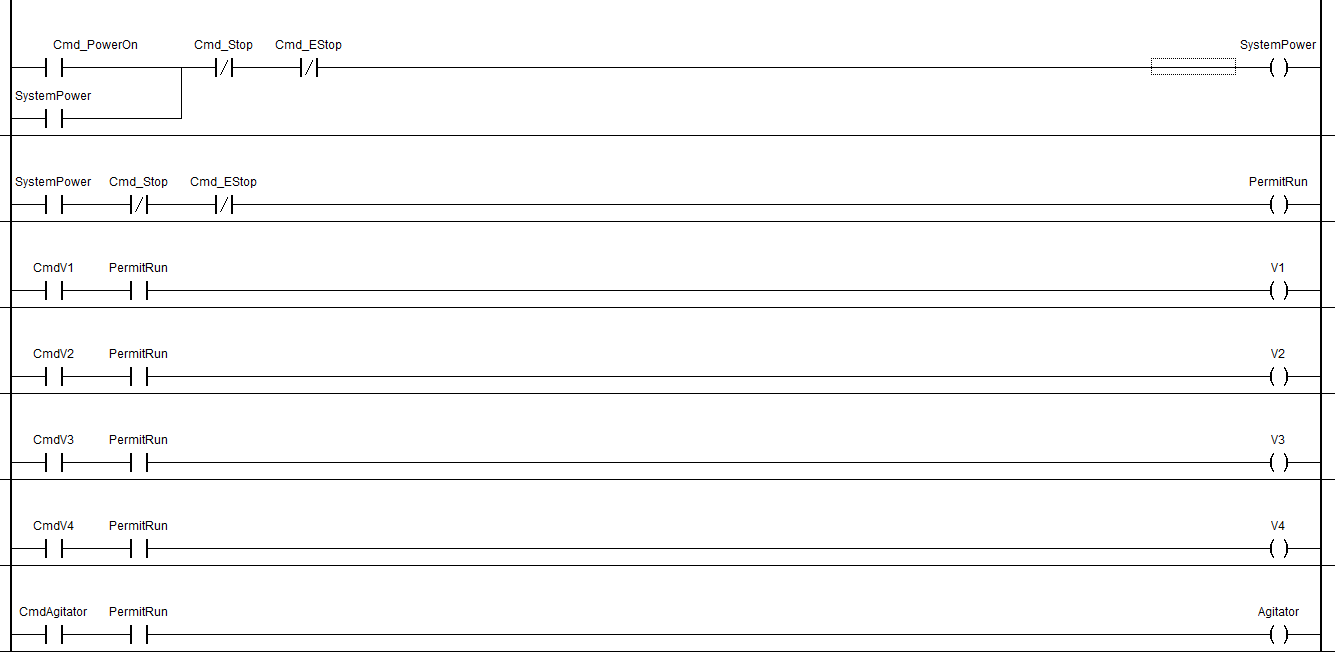 Cmd_PowerOn Cmd_Stop Cmd_EStop SystemPower
SystemPower
SystemPower Cmd_Stop Cmd_EStop PermitRun
CmdV1 PermitRun V1
CmdV2 PermitRun V2
CmdV3 PermitRun V3
CmdV4 PermitRun V4
CmdAgitator PermitRun Agitator